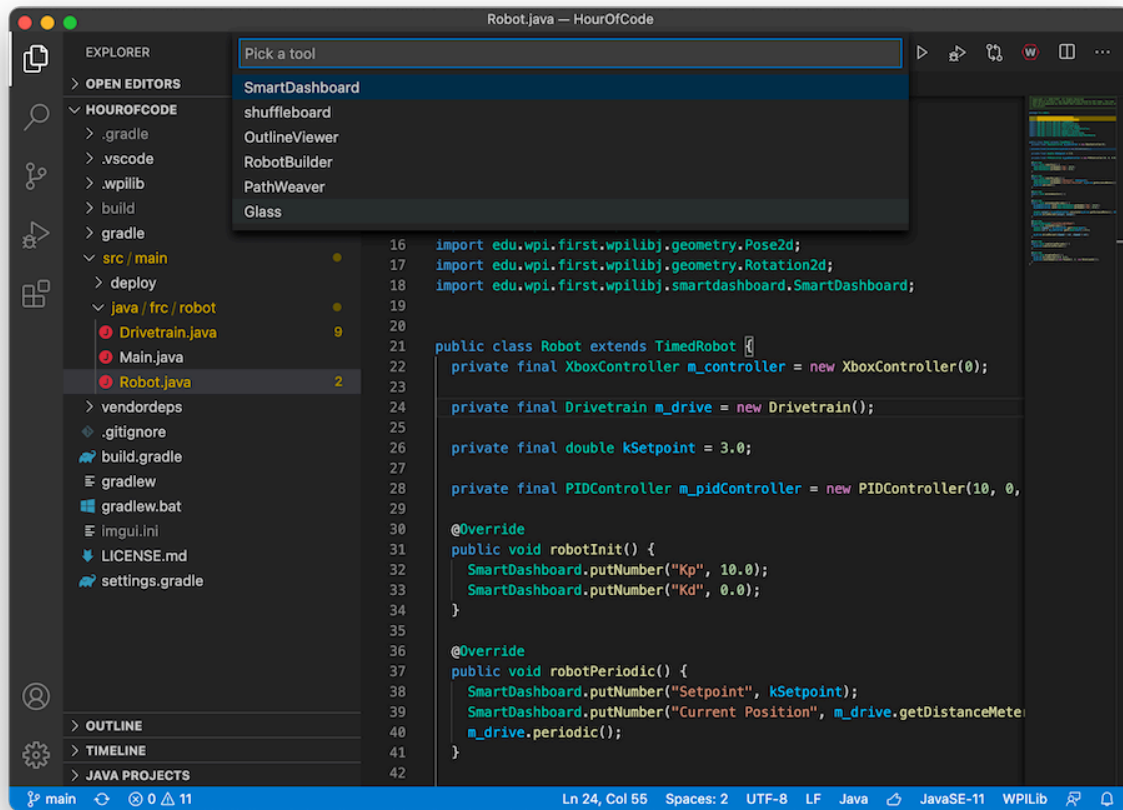 Robot.java — HourOfCode
EXPLORER
OPEN EDITORS
HOUROFCODE
.gradle
.vscode
.wpilib
build
gradle
src / main
deploy
java / frc / robot
Drivetrain.java 9
Main.java
Robot.java 2
vendordeps
.gitignore
build.gradle
gradlew
gradlew.bat
imgui.ini
LICENSE.md
settings.gradle
OUTLINE
TIMELINE
JAVA PROJECTS
Pick a tool
SmartDashboard
shuffleboard
OutlineViewer
RobotBuilder
PathWeaver
Glass
16 import edu.wpi.first.wpilibj.geometry.Pose2d;
17 import edu.wpi.first.wpilibj.geometry.Rotation2d;
18 import edu.wpi.first.wpilibj.smartdashboard.SmartDashboard;
19
20
21 public class Robot extends TimedRobot {
22 private final XboxController m_controller = new XboxController(0);
23
24 private final Drivetrain m_drive = new Drivetrain();
25
26 private final double kSetpoint = 3.0;
27
28 private final PIDController m_pidController = new PIDController(10, 0,
29
30 @Override
31 public void robotInit() {
32 SmartDashboard.putNumber("Kp", 10.0);
33 SmartDashboard.putNumber("Kd", 0.0);
34 }
35
36 @Override
37 public void robotPeriodic() {
38 SmartDashboard.putNumber("Setpoint", kSetpoint);
39 SmartDashboard.putNumber("Current Position", m_drive.getDistanceMeter
40 m_drive.periodic();
41 }
42
main 0 11 Ln 24, Col 55 Spaces: 2 UTF-8 LF Java JavaSE-11 WPILib